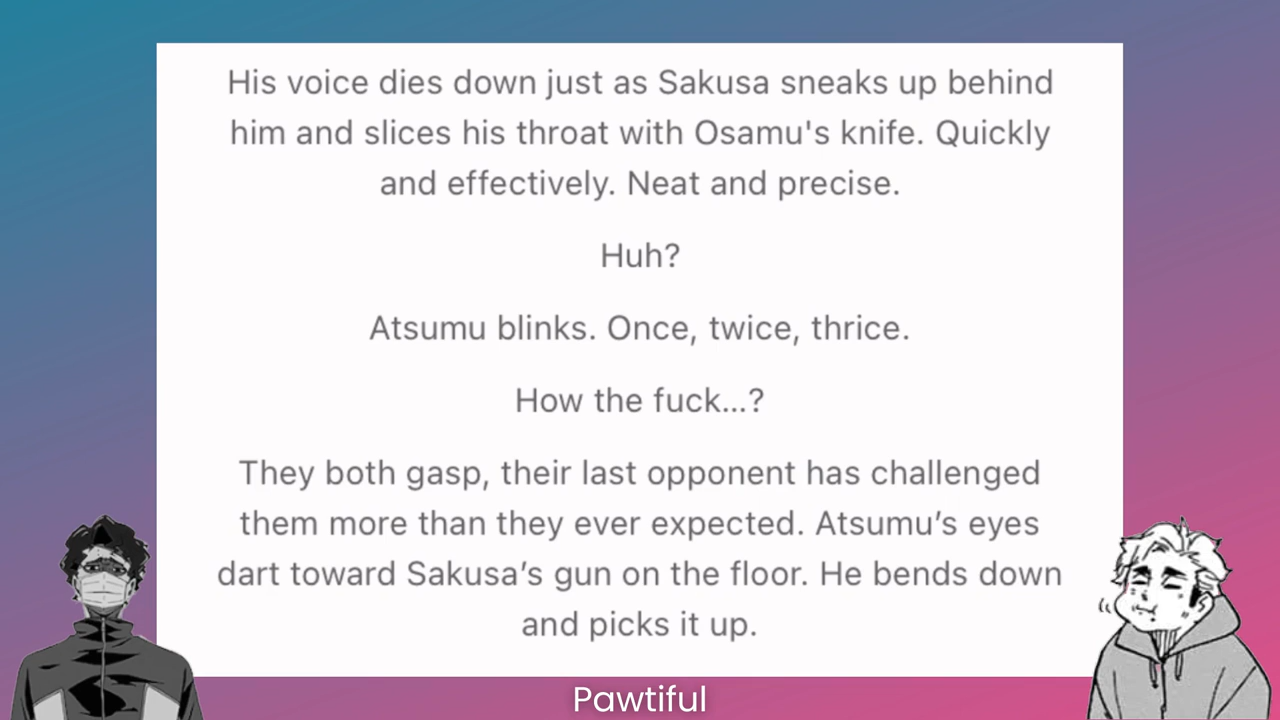 His voice dies down just as Sakusa sneaks up behind
him and slices his throat with Osamu's knife. Quickly
and effectively. Neat and precise.
Huh?
Atsumu blinks. Once, twice, thrice.
How the fuck...?
They both gasp, their last opponent has challenged
them more than they ever expected. Atsumu’s eyes
dart toward Sakusa’s gun on the floor. He bends down
and picks it up.
Pawtiful